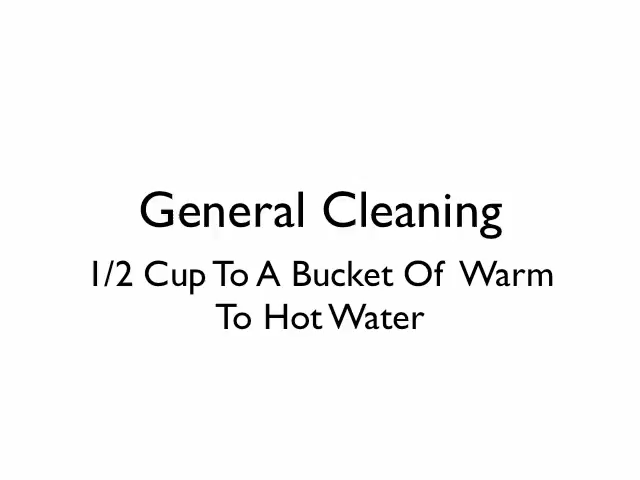 General Cleaning
1/2 Cup To A Bucket Of Warm
To Hot Water